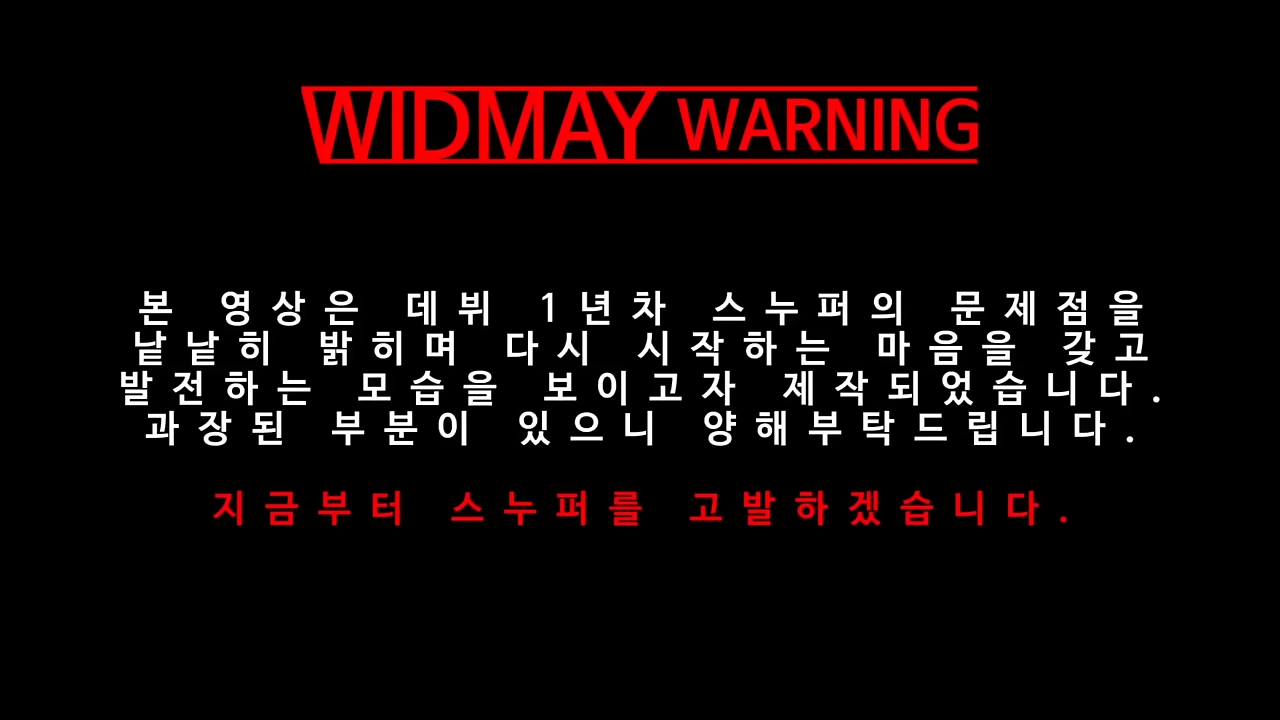 WIDMAY WARNING
본 영상은 데뷔 1년차 스누퍼의 문제점을
낱낱히 밝히며 다시 시작하는 마음을 갖고
발전하는 모습을 보이고자 제작되었습니다.
과장된 부분이 있으니 양해부탁드립니다.
지금부터 스누퍼를 고발하겠습니다.